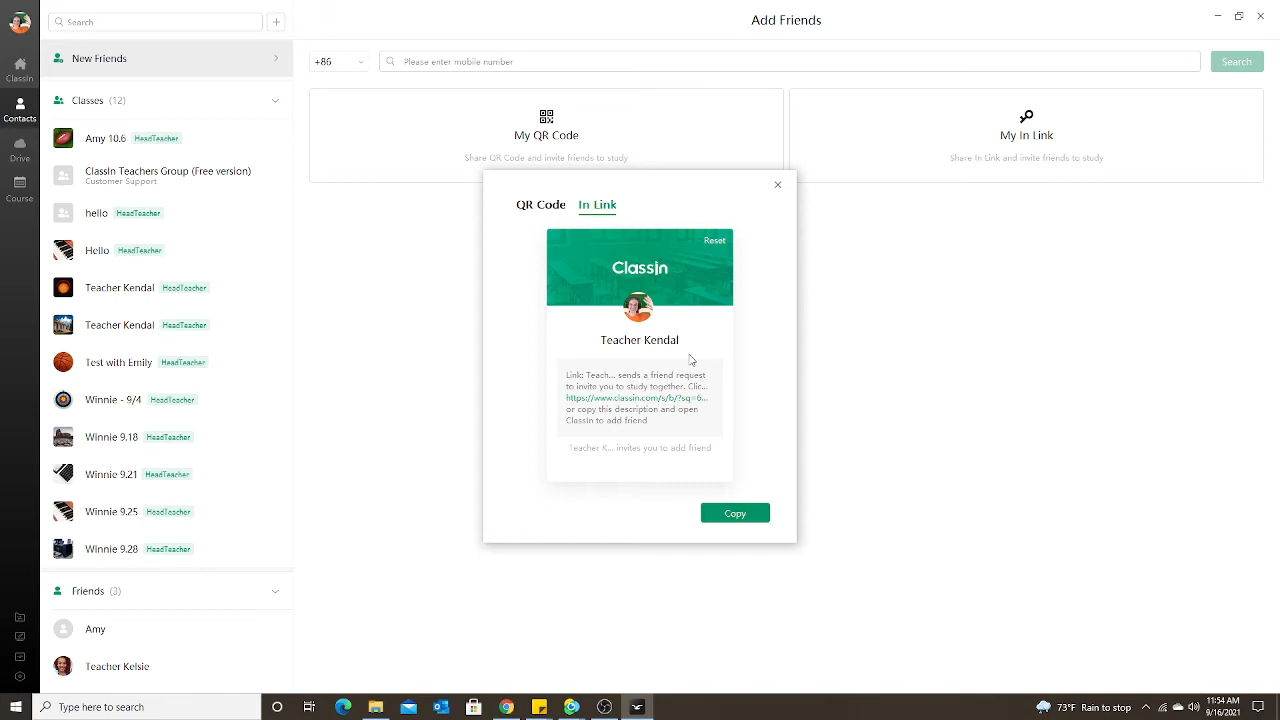 Search
Add Friends
ClassIn
Contacts
Drive
Course
New Friends
Classes (12)
Amy 10.6 HeadTeacher
ClassIn Teachers Group (Free version)
Customer Support
hello HeadTeacher
Hello HeadTeacher
Teacher Kendal HeadTeacher
Teacher Kendal HeadTeacher
Test with Emily HeadTeacher
Winnie - 9/4 HeadTeacher
Winnie 9.18 HeadTeacher
Winnie 9.21 HeadTeacher
Winnie 9.25 HeadTeacher
Winnie 9.28 HeadTeacher
Friends (3)
Amy
Teacher Kelsie
+86
Please enter mobile number
Search
My QR Code
Share QR Code and invite friends to study
My In Link
Share In Link and invite friends to study
QR Code In Link
Reset
ClassIn
Teacher Kendal
Link: Teach... sends a friend request
to invite you to study together. Clic...
https://www.classin.com/s/b/?sq=6...
or copy this description and open
ClassIn to add friend
Teacher K... invites you to add friend
Copy
Type here to search
73°F Rain to stop
11:54 AM
9/16/2021